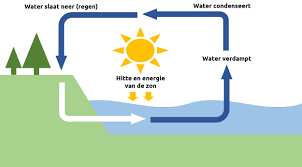 Water slaat neer (regen)
Water condenseert
Water verdampt
Hitte en energie
van de zon